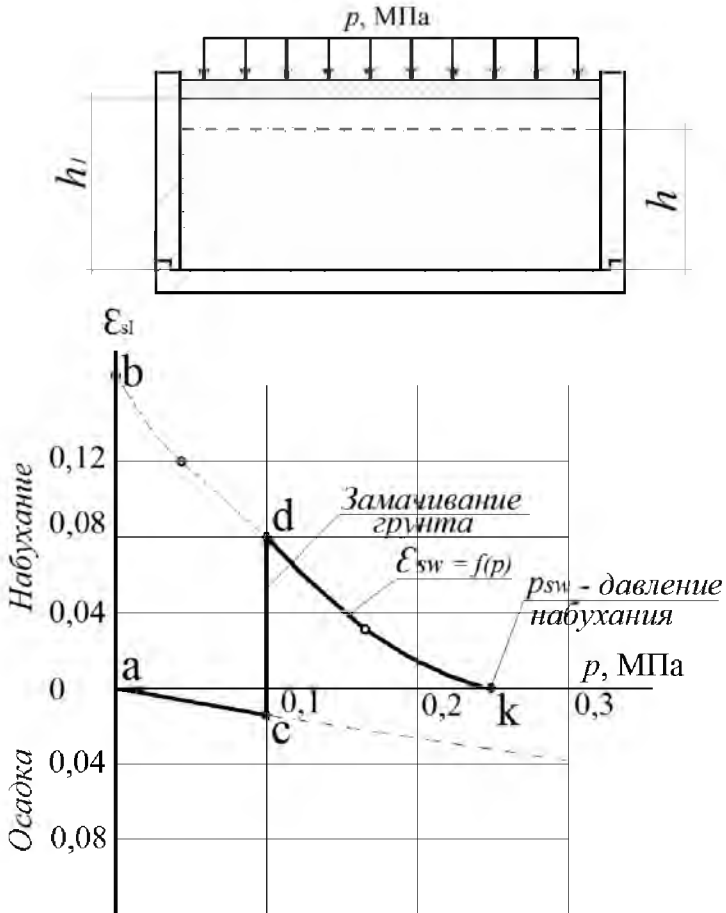 p, МПа
h1
h
εsl
b
0,12
0,08
0,04
0
0,04
0,08
Набухание
Осадка
d
Замачивание
грунта
εsw = f(p)
psw - давление
набухания
a
p, МПа
0,1
0,2
0,3
c
k